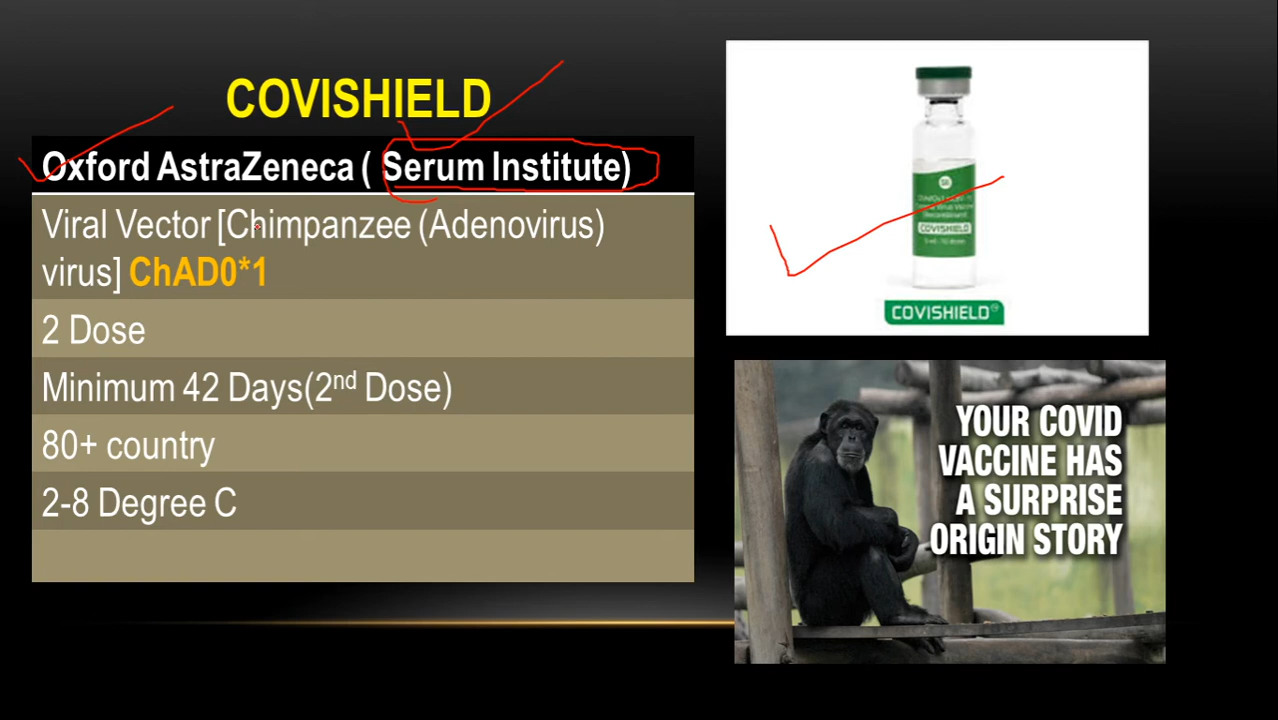 COVISHIELD
Oxford AstraZeneca ( Serum Institute)
Viral Vector [Chimpanzee (Adenovirus)
virus] ChAD0*1
2 Dose
Minimum 42 Days(2nd Dose)
80+ country
2-8 Degree C
COVISHIELD
COVISHIELD
YOUR COVID
VACCINE HAS
A SURPRISE
ORIGIN STORY